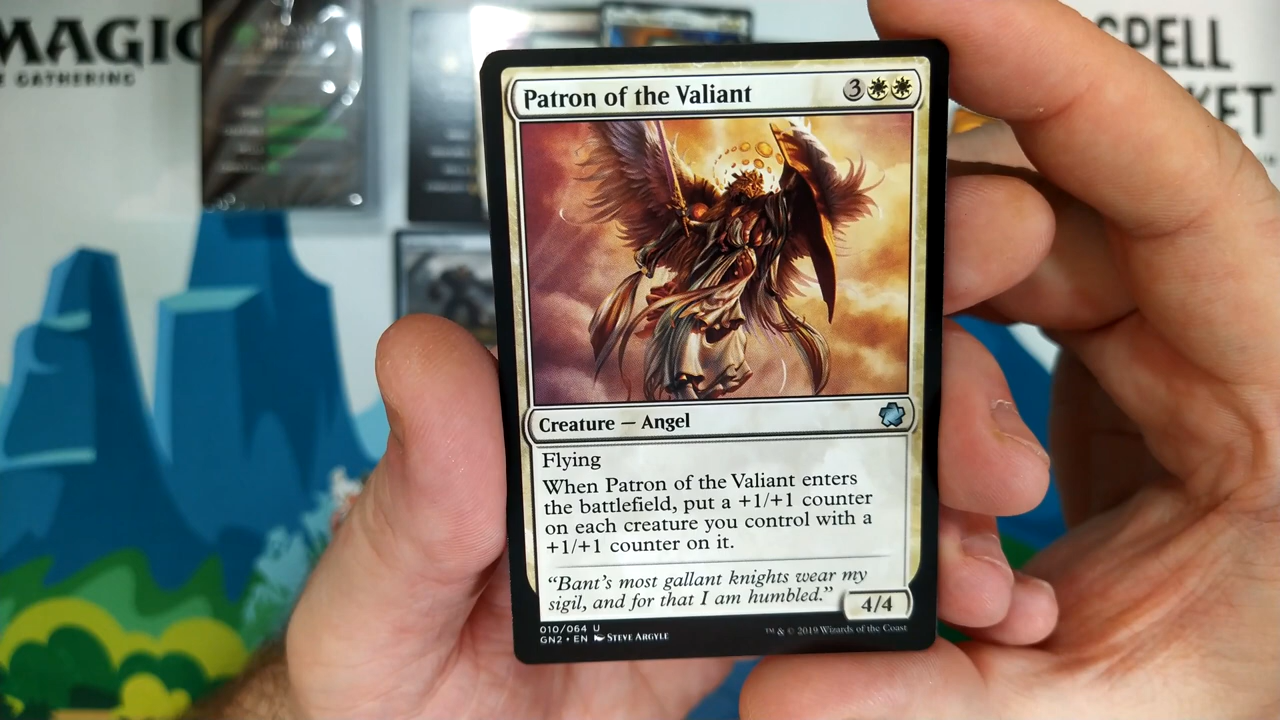 MAGIC
GATHERING
SPELL
Patron of the Valiant 3
Creature — Angel
Flying
When Patron of the Valiant enters
the battlefield, put a +1/+1 counter
on each creature you control with a
+1/+1 counter on it.
“Bant's most gallant knights wear my
sigil, and for that I am humbled.”
4/4
010/064 U
GN2 • EN Steve Argyle
™ & © 2019 Wizards of the Coast